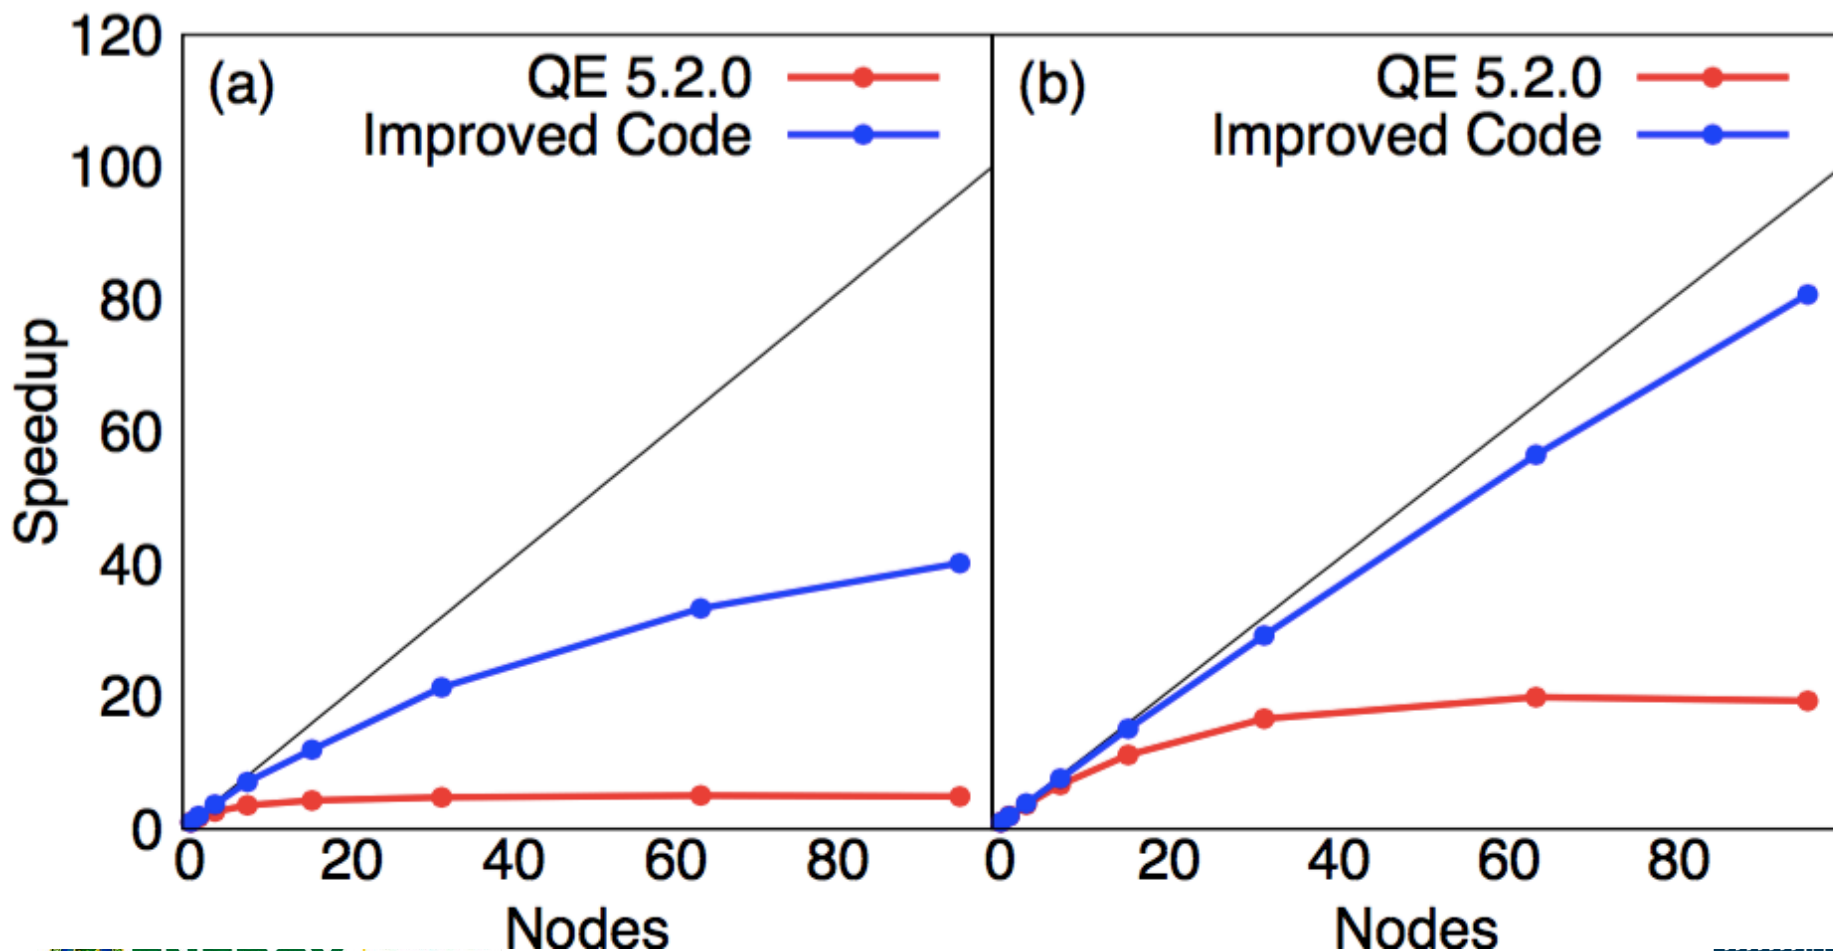 120
100
80
60
40
20
0
Speedup
(a)
QE 5.2.0
Improved Code
0 20 40 60 80
Nodes
(b)
QE 5.2.0
Improved Code
0 20 40 60 80
Nodes